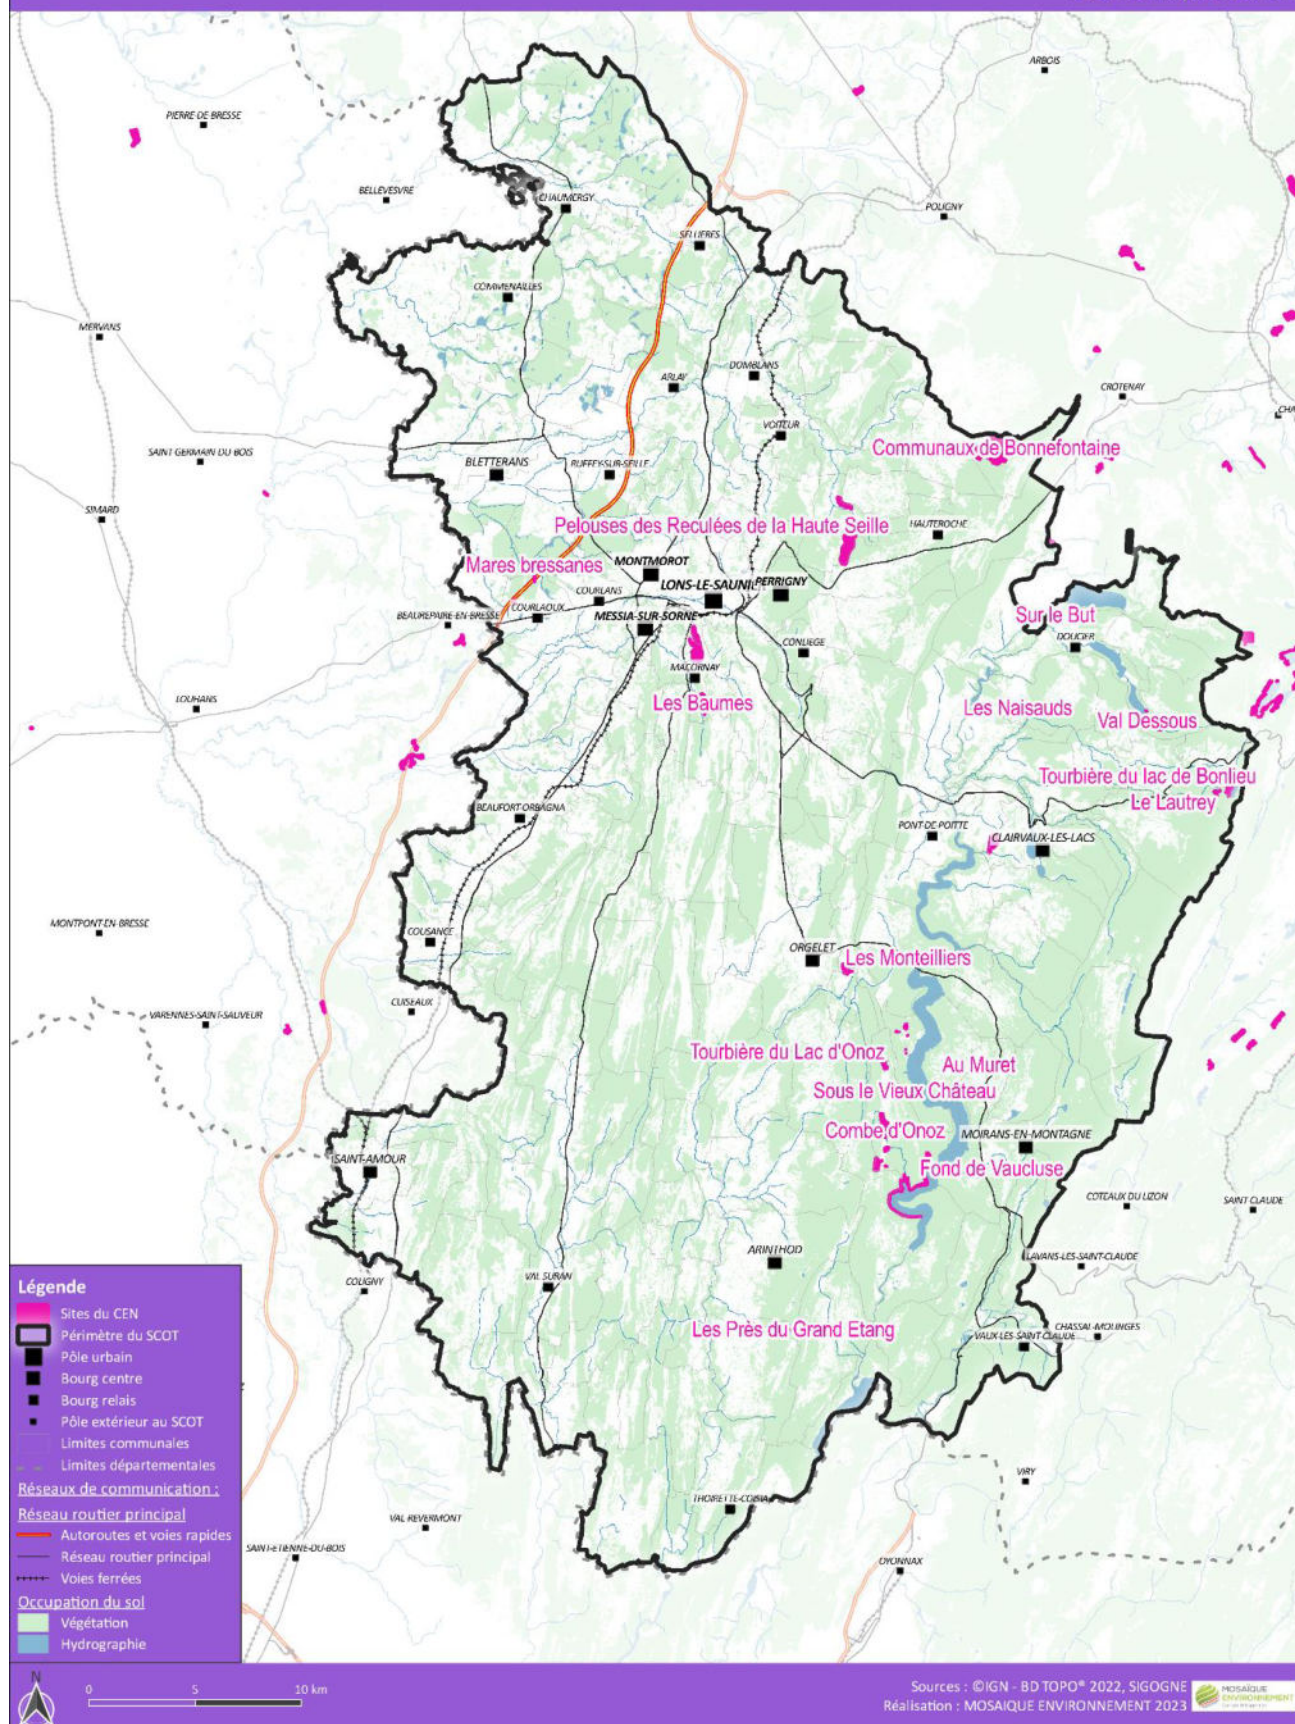 ARBOIS
PIERRE-DE-BRESSE
BELLEVESVRE
CHAUMERGY
POLIGNY
SELLIERES
COMMENAILLES
MERVANS
DOMBLANS
ARLAY
CROTENAY
VOITEUR
Communaux de Bonnefontaine
SAINT GERMAIN DU BOIS
BLETTERANS
RUFFEY-SUR-SEILLE
SIMARD
Pelouses des Reculées de la Haute Seille
HAUTEROCHE
Mares bressanes
MONTMOROT
LONS-LE-SAUNI
PERRIGNY
COURLANS
COURLAOUX
BEAUREPAIRE-EN-BRESSE
MESSIA-SUR-SORNE
Sur le But
DOUCIER
CONLIEGE
MACORNAY
LOUHANS
Les Baumes
Les Naisauds
Val Dessous
Tourbière du lac de Bonlieu
Le Lautrey
BEAUFORT-ORBAGNA
PONT-DE-POITTE
CLAIRVAUX-LES-LACS
MONTPONT-EN-BRESSE
COUSANCE
ORGELET
Les Monteilliers
CUISEAUX
VARENNES-SAINT-SAUVEUR
Tourbière du Lac d'Onoz
Au Muret
Sous le Vieux Château
Combe d'Onoz
MOIRANS-EN-MONTAGNE
SAINT-AMOUR
Fond de Vaucluse
COTEAUX DU LIZON
SAINT-CLAUDE
ARINTHOD
LAVANS-LES-SAINT-CLAUDE
COLIGNY
VAL SURAN
Les Près du Grand Etang
CHASSAL-MOLINGES
VAUX-LES-SAINT-CLAUDE
VIRY
THOIRETTE-COISIA
VAL-REVERMONT
SAINT-ETIENNE-DU-BOIS
OYONNAX
Légende
Sites du CEN
Périmètre du SCOT
Pôle urbain
Bourg centre
Bourg relais
Pôle extérieur au SCOT
Limites communales
Limites départementales
Réseaux de communication :
Réseau routier principal
Autoroutes et voies rapides
Réseau routier principal
Voies ferrées
Occupation du sol
Végétation
Hydrographie
N
0 5 10 km
Sources : ©IGN - BD TOPO® 2022, SIGOGNE
Réalisation : MOSAIQUE ENVIRONNEMENT 2023
MOSAÏQUE
ENVIRONNEMENT